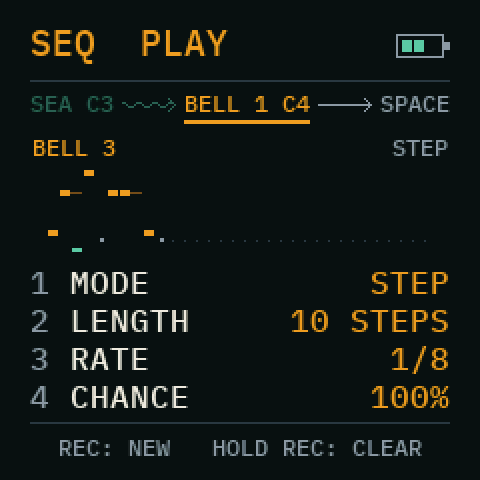 SEQ PLAY
SEA C3 BELL 1 C4 SPACE
BELL 3 STEP
1 MODE STEP
2 LENGTH 10 STEPS
3 RATE 1/8
4 CHANCE 100%
REC: NEW HOLD REC: CLEAR